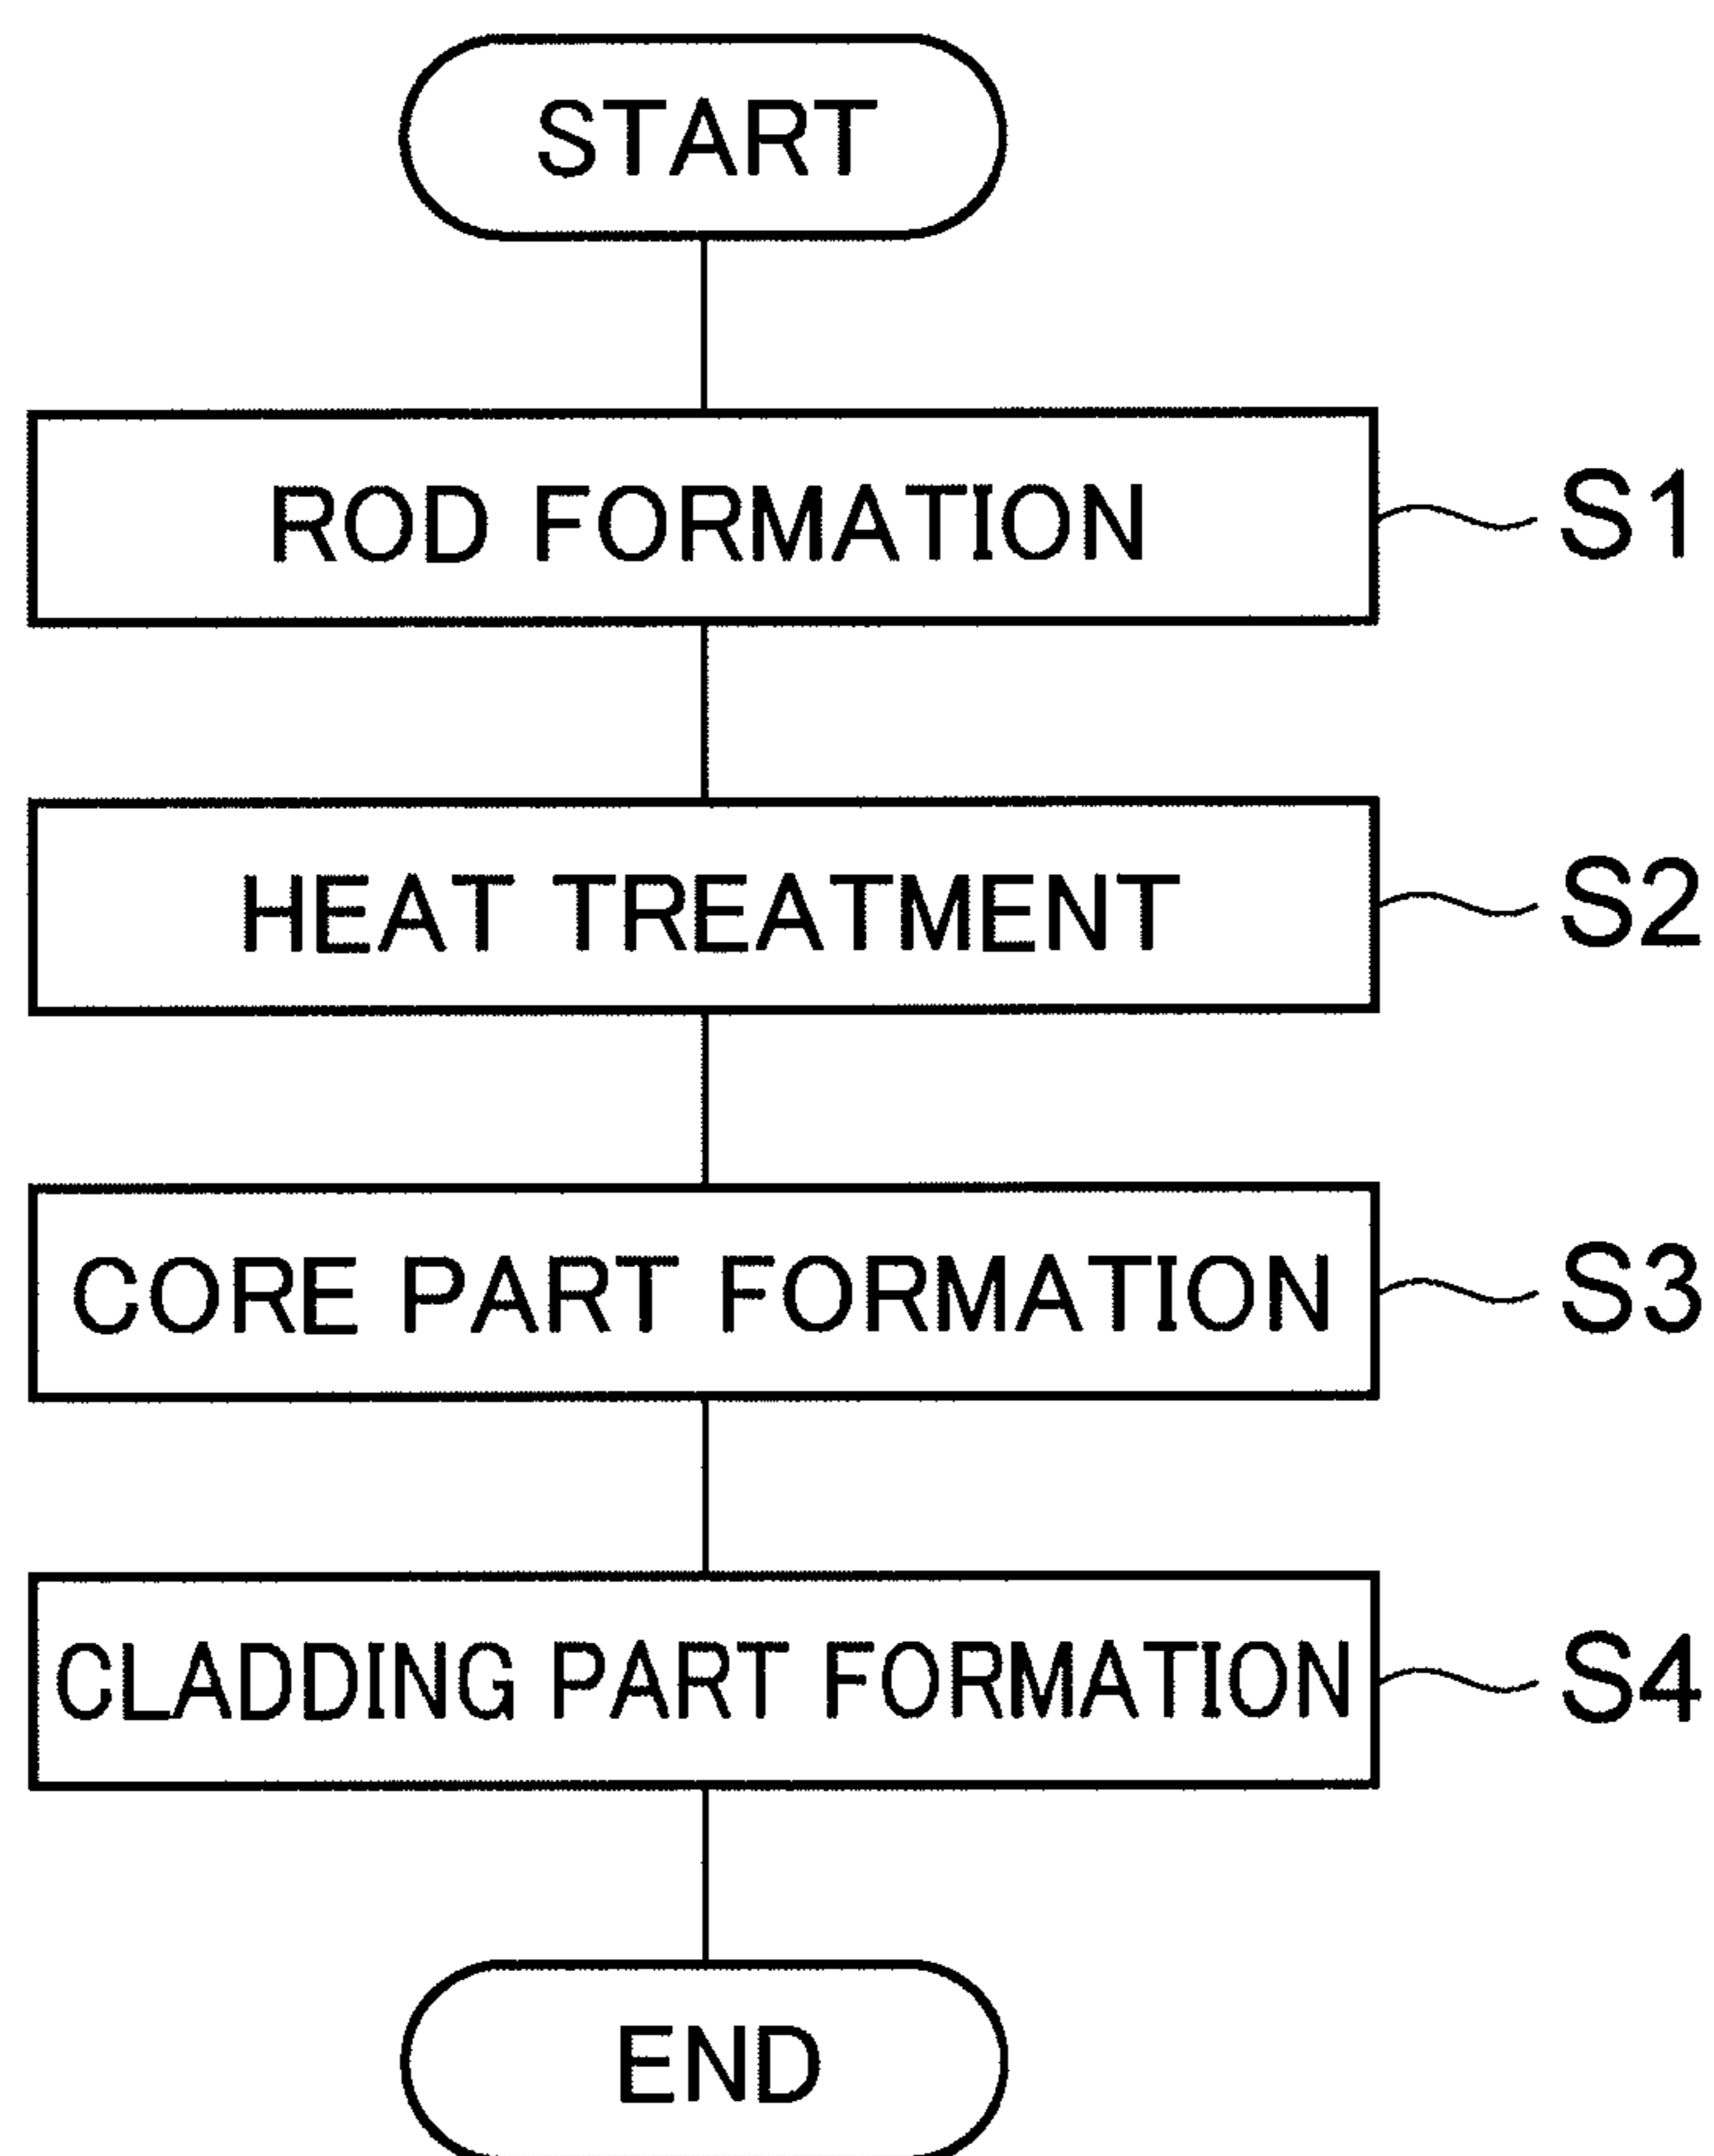 START
ROD FORMATION S1
HEAT TREATMENT S2
CORE PART FORMATION S3
CLADDING PART FORMATION S4
END